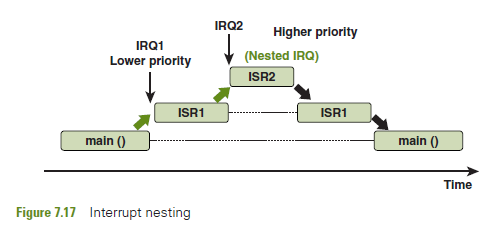 IRQ2
Higher priority
IRQ1
Lower priority
(Nested IRQ)
ISR2
ISR1
ISR1
main ()
main ()
Time
Figure 7.17 Interrupt nesting